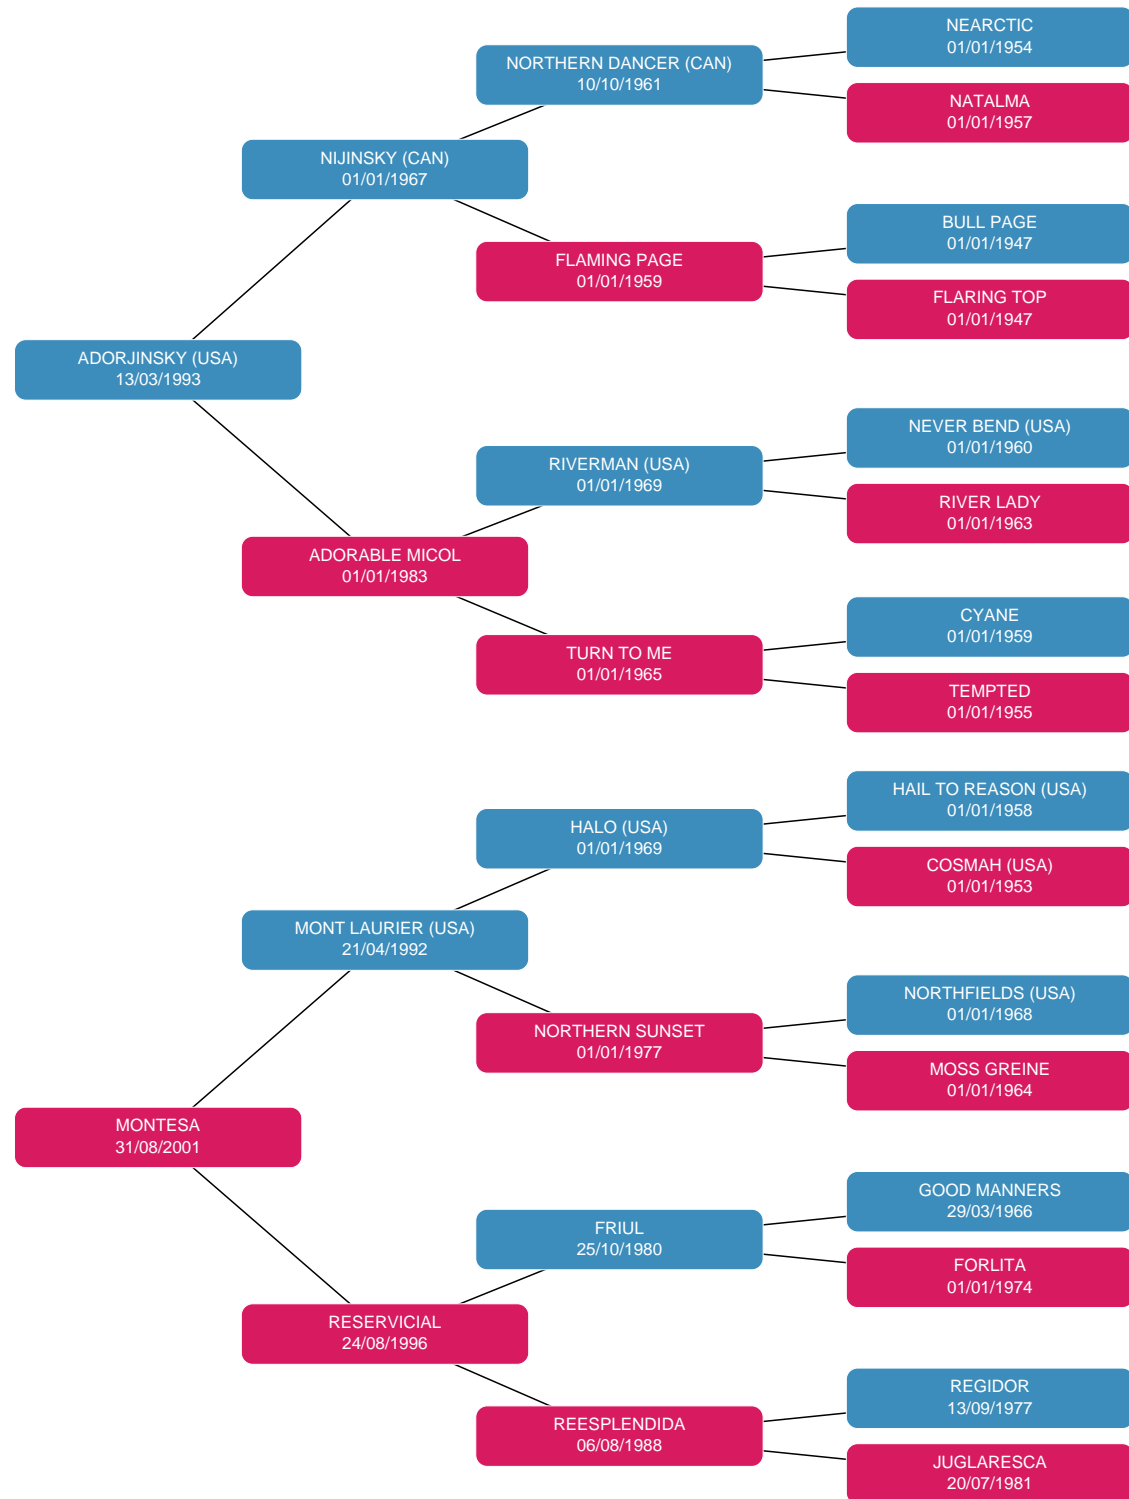 NEARCTIC
01/01/1954
NORTHERN DANCER (CAN)
10/10/1961
NATALMA
01/01/1957
NIJINSKY (CAN)
01/01/1967
BULL PAGE
01/01/1947
FLAMING PAGE
01/01/1959
FLARING TOP
01/01/1947
ADORJINSKY (USA)
13/03/1993
NEVER BEND (USA)
01/01/1960
RIVERMAN (USA)
01/01/1969
RIVER LADY
01/01/1963
ADORABLE MICOL
01/01/1983
CYANE
01/01/1959
TURN TO ME
01/01/1965
TEMPTED
01/01/1955
HAIL TO REASON (USA)
01/01/1958
HALO (USA)
01/01/1969
COSMAH (USA)
01/01/1953
MONT LAURIER (USA)
21/04/1992
NORTHFIELDS (USA)
01/01/1968
NORTHERN SUNSET
01/01/1977
MOSS GREINE
01/01/1964
MONTESA
31/08/2001
GOOD MANNERS
29/03/1966
FRIUL
25/10/1980
FORLITA
01/01/1974
RESERVICIAL
24/08/1996
REGIDOR
13/09/1977
REESPLENDIDA
06/08/1988
JUGLARESCA
20/07/1981